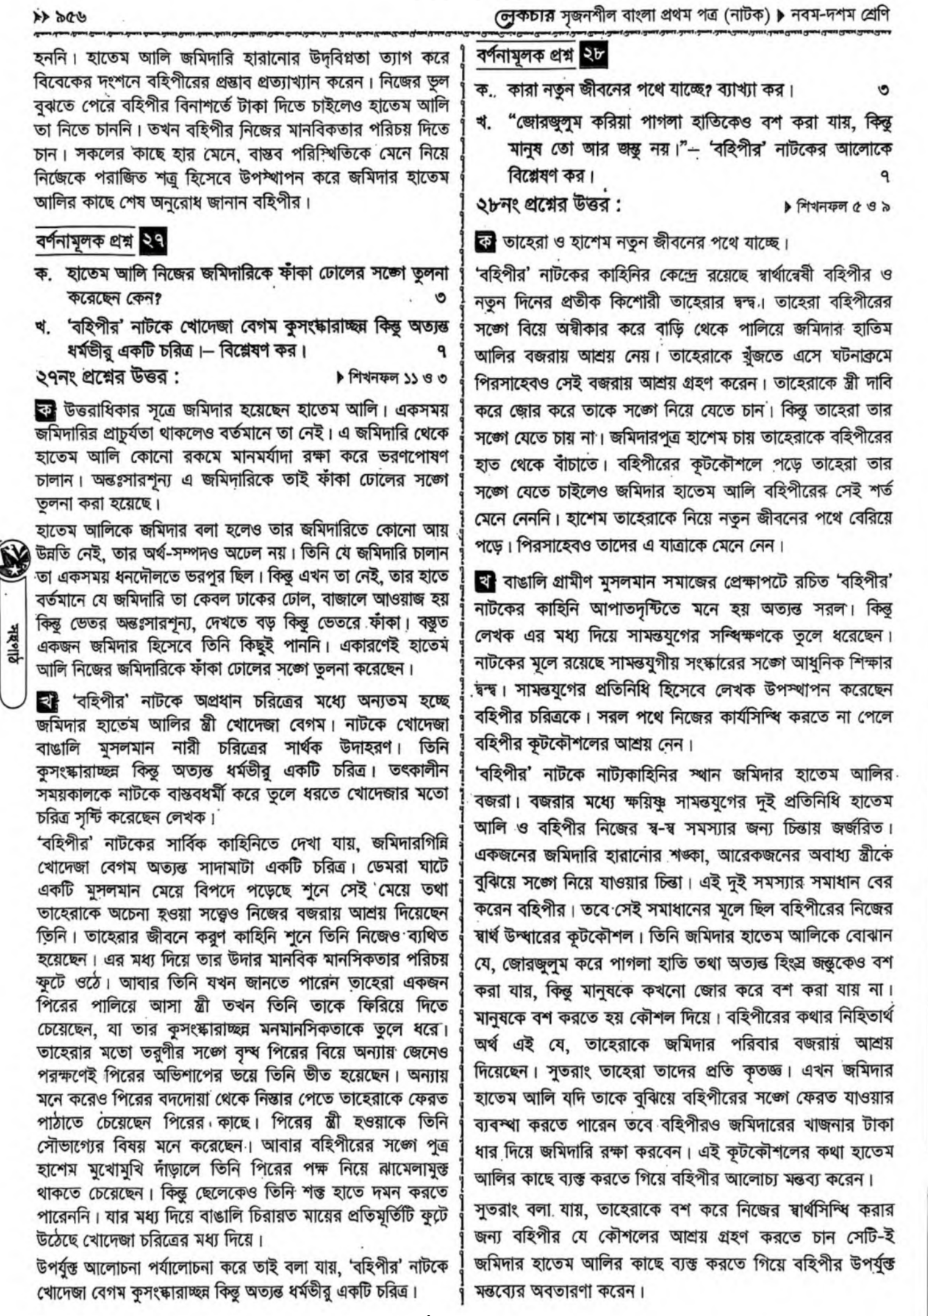 >> ৯৫৬
লেকচার সৃজনশীল বাংলা প্রথম পত্র (নাটক) ▶ নবম-দশম শ্রেণি
হননি। হাতেম আলি জমিদারি হারানোর উদ্‌বিগ্নতা ত্যাগ করে
বিবেকের দংশনে বহিপীরের প্রস্তাব প্রত্যাখ্যান করেন। নিজের ভুল
বুঝতে পেরে বহিপীর বিনাশর্তে টাকা দিতে চাইলেও হাতেম আলি
তা নিতে চাননি। তখন বহিপীর নিজের মানবিকতার পরিচয় দিতে
চান। সকলের কাছে হার মেনে, বাস্তব পরিস্থিতিকে মেনে নিয়ে
নিজেকে পরাজিত শত্রু হিসেবে উপস্থাপন করে জমিদার হাতেম
আলির কাছে শেষ অনুরোধ জানান বহিপীর।
বর্ণনামূলক প্রশ্ন ২৭
ক. হাতেম আলি নিজের জমিদারিকে ফাঁকা ঢোলের সঙ্গে তুলনা
করেছেন কেন? ৩
খ. 'বহিপীর' নাটকে খোদেজা বেগম কুসংস্কারাচ্ছন্ন কিন্তু অত্যন্ত
ধর্মভীরু একটি চরিত্র।– বিশ্লেষণ কর। ৭
২৭নং প্রশ্নের উত্তর : ▶ শিখনফল ১১ ও ৩
ক উত্তরাধিকার সূত্রে জমিদার হয়েছেন হাতেম আলি। একসময়
জমিদারির প্রাচুর্যতা থাকলেও বর্তমানে তা নেই। এ জমিদারি থেকে
হাতেম আলি কোনো রকমে মানমর্যাদা রক্ষা করে ভরণপোষণ
চালান। অন্তঃসারশূন্য এ জমিদারিকে তাই ফাঁকা ঢোলের সঙ্গে
তুলনা করা হয়েছে।
হাতেম আলিকে জমিদার বলা হলেও তার জমিদারিতে কোনো আয়
উন্নতি নেই, তার অর্থ-সম্পদও অঢেল নয়। তিনি যে জমিদারি চালান
তা একসময় ধনদৌলতে ভরপুর ছিল। কিন্তু এখন তা নেই, তার হাতে
বর্তমানে যে জমিদারি তা কেবল ঢাকের ঢোল, বাজালে আওয়াজ হয়
কিন্তু ভেতর অন্তঃসারশূন্য, দেখতে বড় কিন্তু ভেতরে ফাঁকা। বস্তুত
একজন জমিদার হিসেবে তিনি কিছুই পাননি। একারণেই হাতেম
আলি নিজের জমিদারিকে ফাঁকা ঢোলের সঙ্গে তুলনা করেছেন।
খ 'বহিপীর' নাটকে অপ্রধান চরিত্রের মধ্যে অন্যতম হচ্ছে
জমিদার হাতেম আলির স্ত্রী খোদেজা বেগম। নাটকে খোদেজা
বাঙালি মুসলমান নারী চরিত্রের সার্থক উদাহরণ। তিনি
কুসংস্কারাচ্ছন্ন কিন্তু অত্যন্ত ধর্মভীরু একটি চরিত্র। তৎকালীন
সময়কালকে নাটকে বাস্তবধর্মী করে তুলে ধরতে খোদেজার মতো
চরিত্র সৃষ্টি করেছেন লেখক।
'বহিপীর' নাটকের সার্বিক কাহিনিতে দেখা যায়, জমিদারগিন্নি
খোদেজা বেগম অত্যন্ত সাদামাটা একটি চরিত্র। ডেমরা ঘাটে
একটি মুসলমান মেয়ে বিপদে পড়েছে শুনে সেই মেয়ে তথা
তাহেরাকে অচেনা হওয়া সত্ত্বেও নিজের বজরায় আশ্রয় দিয়েছেন
তিনি। তাহেরার জীবনে করুণ কাহিনি শুনে তিনি নিজেও ব্যথিত
হয়েছেন। এর মধ্য দিয়ে তার উদার মানবিক মানসিকতার পরিচয়
ফুটে ওঠে। আবার তিনি যখন জানতে পারেন তাহেরা একজন
পিরের পালিয়ে আসা স্ত্রী তখন তিনি তাকে ফিরিয়ে দিতে
চেয়েছেন, যা তার কুসংস্কারাচ্ছন্ন মনমানসিকতাকে তুলে ধরে।
তাহেরার মতো তরুণীর সঙ্গে বৃদ্ধ পিরের বিয়ে অন্যায় জেনেও
পরক্ষণেই পিরের অভিশাপের ভয়ে তিনি ভীত হয়েছেন। অন্যায়
মনে করেও পিরের বদদোয়া থেকে নিস্তার পেতে তাহেরাকে ফেরত
পাঠাতে চেয়েছেন পিরের কাছে। পিরের স্ত্রী হওয়াকে তিনি
সৌভাগ্যের বিষয় মনে করেছেন। আবার বহিপীরের সঙ্গে পুত্র
হাশেম মুখোমুখি দাঁড়ালে তিনি পিরের পক্ষ নিয়ে ঝামেলামুক্ত
থাকতে চেয়েছেন। কিন্তু ছেলেকেও তিনি শক্ত হাতে দমন করতে
পারেননি। যার মধ্য দিয়ে বাঙালি চিরায়ত মায়ের প্রতিমূর্তিটি ফুটে
উঠেছে খোদেজা চরিত্রের মধ্য দিয়ে।
উপর্যুক্ত আলোচনা পর্যালোচনা করে তাই বলা যায়, 'বহিপীর' নাটকে
খোদেজা বেগম কুসংস্কারাচ্ছন্ন কিন্তু অত্যন্ত ধর্মভীরু একটি চরিত্র।
সহপাঠ
বর্ণনামূলক প্রশ্ন ২৮
ক. কারা নতুন জীবনের পথে যাচ্ছে? ব্যাখ্যা কর। ৩
খ. “জোরজুলুম করিয়া পাগলা হাতিকেও বশ করা যায়, কিন্তু
মানুষ তো আর জন্তু নয়।”– 'বহিপীর' নাটকের আলোকে
বিশ্লেষণ কর। ৭
২৮নং প্রশ্নের উত্তর : ▶ শিখনফল ৫ ও ৯
ক তাহেরা ও হাশেম নতুন জীবনের পথে যাচ্ছে।
'বহিপীর' নাটকের কাহিনির কেন্দ্রে রয়েছে স্বার্থান্বেষী বহিপীর ও
নতুন দিনের প্রতীক কিশোরী তাহেরার দ্বন্দ্ব। তাহেরা বহিপীরের
সঙ্গে বিয়ে অস্বীকার করে বাড়ি থেকে পালিয়ে জমিদার হাতিম
আলির বজরায় আশ্রয় নেয়। তাহেরাকে খুঁজতে এসে ঘটনাক্রমে
পিরসাহেবও সেই বজরায় আশ্রয় গ্রহণ করেন। তাহেরাকে স্ত্রী দাবি
করে জোর করে তাকে সঙ্গে নিয়ে যেতে চান। কিন্তু তাহেরা তার
সঙ্গে যেতে চায় না। জমিদারপুত্র হাশেম চায় তাহেরাকে বহিপীরের
হাত থেকে বাঁচাতে। বহিপীরের কূটকৌশলে পড়ে তাহেরা তার
সঙ্গে যেতে চাইলেও জমিদার হাতেম আলি বহিপীরের সেই শর্ত
মেনে নেননি। হাশেম তাহেরাকে নিয়ে নতুন জীবনের পথে বেরিয়ে
পড়ে। পিরসাহেবও তাদের এ যাত্রাকে মেনে নেন।
খ বাঙালি গ্রামীণ মুসলমান সমাজের প্রেক্ষাপটে রচিত 'বহিপীর'
নাটকের কাহিনি আপাতদৃষ্টিতে মনে হয় অত্যন্ত সরল। কিন্তু
লেখক এর মধ্য দিয়ে সামন্তযুগের সন্ধিক্ষণকে তুলে ধরেছেন।
নাটকের মূলে রয়েছে সামন্তযুগীয় সংস্কারের সঙ্গে আধুনিক শিক্ষার
দ্বন্দ্ব। সামন্তযুগের প্রতিনিধি হিসেবে লেখক উপস্থাপন করেছেন
বহিপীর চরিত্রকে। সরল পথে নিজের কার্যসিদ্ধি করতে না পেলে
বহিপীর কূটকৌশলের আশ্রয় নেন।
'বহিপীর' নাটকে নাট্যকাহিনির স্থান জমিদার হাতেম আলির
বজরা। বজরার মধ্যে ক্ষয়িষ্ণু সামন্তযুগের দুই প্রতিনিধি হাতেম
আলি ও বহিপীর নিজের স্ব-স্ব সমস্যার জন্য চিন্তায় জর্জরিত।
একজনের জমিদারি হারানোর শঙ্কা, আরেকজনের অবাধ্য স্ত্রীকে
বুঝিয়ে সঙ্গে নিয়ে যাওয়ার চিন্তা। এই দুই সমস্যার সমাধান বের
করেন বহিপীর। তবে সেই সমাধানের মূলে ছিল বহিপীরের নিজের
স্বার্থ উদ্ধারের কূটকৌশল। তিনি জমিদার হাতেম আলিকে বোঝান
যে, জোরজুলুম করে পাগলা হাতি তথা অত্যন্ত হিংস্র জন্তুকেও বশ
করা যায়, কিন্তু মানুষকে কখনো জোর করে বশ করা যায় না।
মানুষকে বশ করতে হয় কৌশল দিয়ে। বহিপীরের কথার নিহিতার্থ
অর্থ এই যে, তাহেরাকে জমিদার পরিবার বজরায় আশ্রয়
দিয়েছেন। সুতরাং তাহেরা তাদের প্রতি কৃতজ্ঞ। এখন জমিদার
হাতেম আলি যদি তাকে বুঝিয়ে বহিপীরের সঙ্গে ফেরত যাওয়ার
ব্যবস্থা করতে পারেন তবে বহিপীরও জমিদারের খাজনার টাকা
ধার দিয়ে জমিদারি রক্ষা করবেন। এই কূটকৌশলের কথা হাতেম
আলির কাছে ব্যক্ত করতে গিয়ে বহিপীর আলোচ্য মন্তব্য করেন।
সুতরাং বলা যায়, তাহেরাকে বশ করে নিজের স্বার্থসিদ্ধি করার
জন্য বহিপীর যে কৌশলের আশ্রয় গ্রহণ করতে চান সেটি-ই
জমিদার হাতেম আলির কাছে ব্যক্ত করতে গিয়ে বহিপীর উপর্যুক্ত
মন্তব্যের অবতারণা করেন।